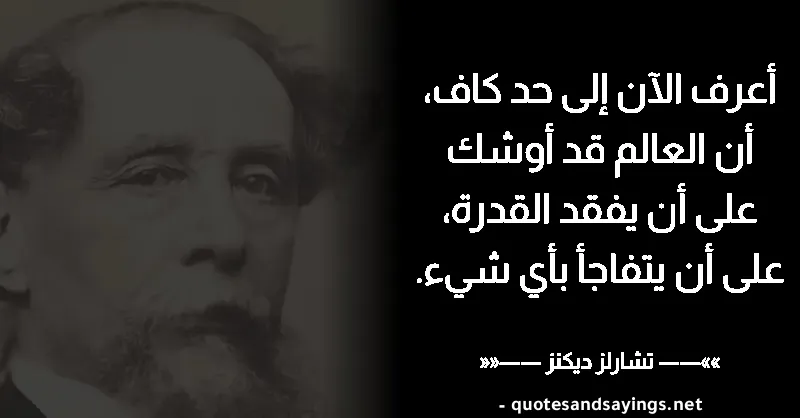 أعرف الآن إلى حد كاف،
أن العالم قد أوشك
على أن يفقد القدرة،
على أن يتفاجأ بأي شيء.
»»—— تشارلز ديكنز ——««
- quotesandsayings.net